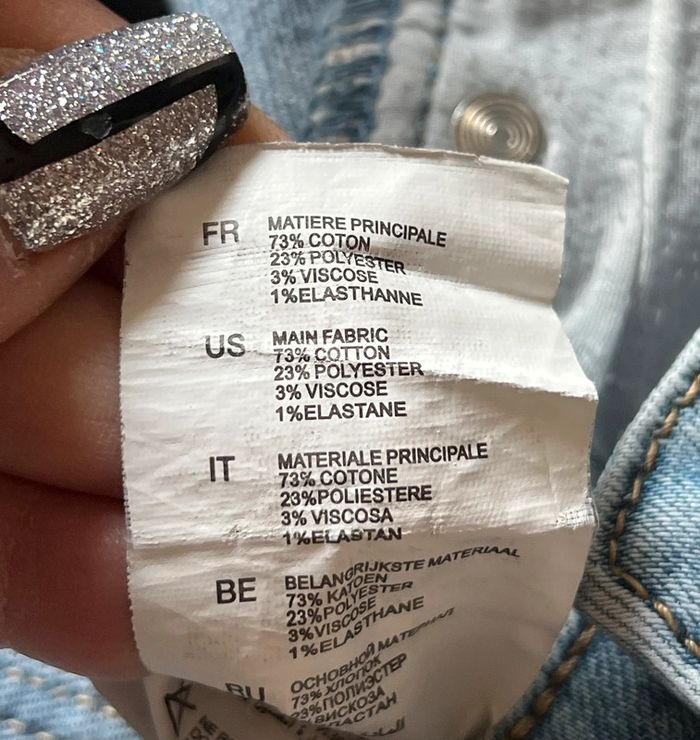 FR
MATIERE PRINCIPALE
73% COTON
23% POLYESTER
3% VISCOSE
1%ELASTHANNE
US
MAIN FABRIC
73% COTTON
23% POLYESTER
3% VISCOSE
1%ELASTANE
IT
MATERIALE PRINCIPALE
73% COTONE
23%POLIESTERE
3% VISCOSA
1%ELASTAN
BE
BELANGRIJKSTE MATERIAAL
73% KATOEN
23%POLYESTER
3%VISCOSE
1%ELASTHANE
RU
ОСНОВНОЙ МАТЕРИАЛ
73% ХЛОПОК
23%ПОЛИЭСТЕР
ВИСКОЗА